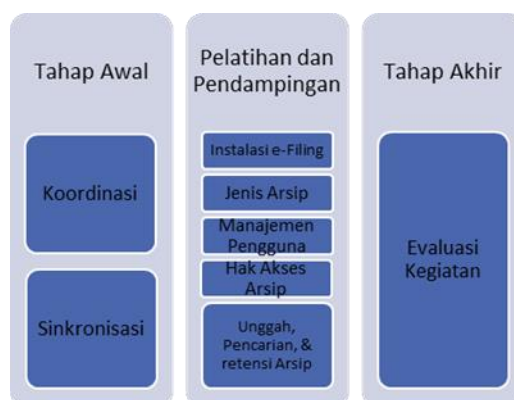 Tahap Awal
Koordinasi
Sinkronisasi
Pelatihan dan
Pendampingan
Instalasi e-Filing
Jenis Arsip
Manajemen
Pengguna
Hak Akses
Arsip
Unggah,
Pencarian, &
retensi Arsip
Tahap Akhir
Evaluasi
Kegiatan